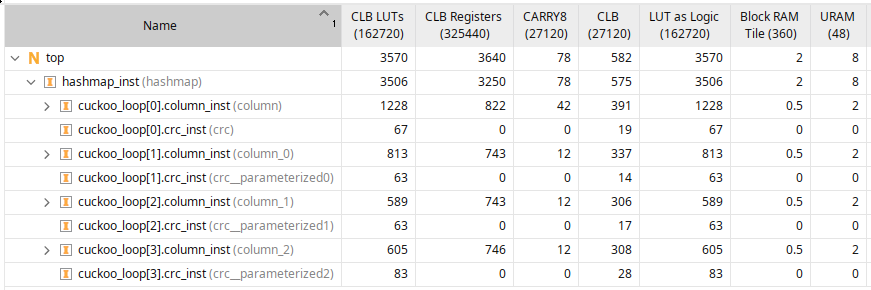 Name 1 CLB LUTs (162720) CLB Registers (325440) CARRY8 (27120) CLB (27120) LUT as Logic (162720) Block RAM Tile (360) URAM (48)
N top 3570 3640 78 582 3570 2 8
I hashmap_inst (hashmap) 3506 3250 78 575 3506 2 8
I cuckoo_loop[0].column_inst (column) 1228 822 42 391 1228 0.5 2
I cuckoo_loop[0].crc_inst (crc) 67 0 0 19 67 0 0
I cuckoo_loop[1].column_inst (column_0) 813 743 12 337 813 0.5 2
I cuckoo_loop[1].crc_inst (crc__parameterized0) 63 0 0 14 63 0 0
I cuckoo_loop[2].column_inst (column_1) 589 743 12 306 589 0.5 2
I cuckoo_loop[2].crc_inst (crc__parameterized1) 63 0 0 17 63 0 0
I cuckoo_loop[3].column_inst (column_2) 605 746 12 308 605 0.5 2
I cuckoo_loop[3].crc_inst (crc__parameterized2) 83 0 0 28 83 0 0